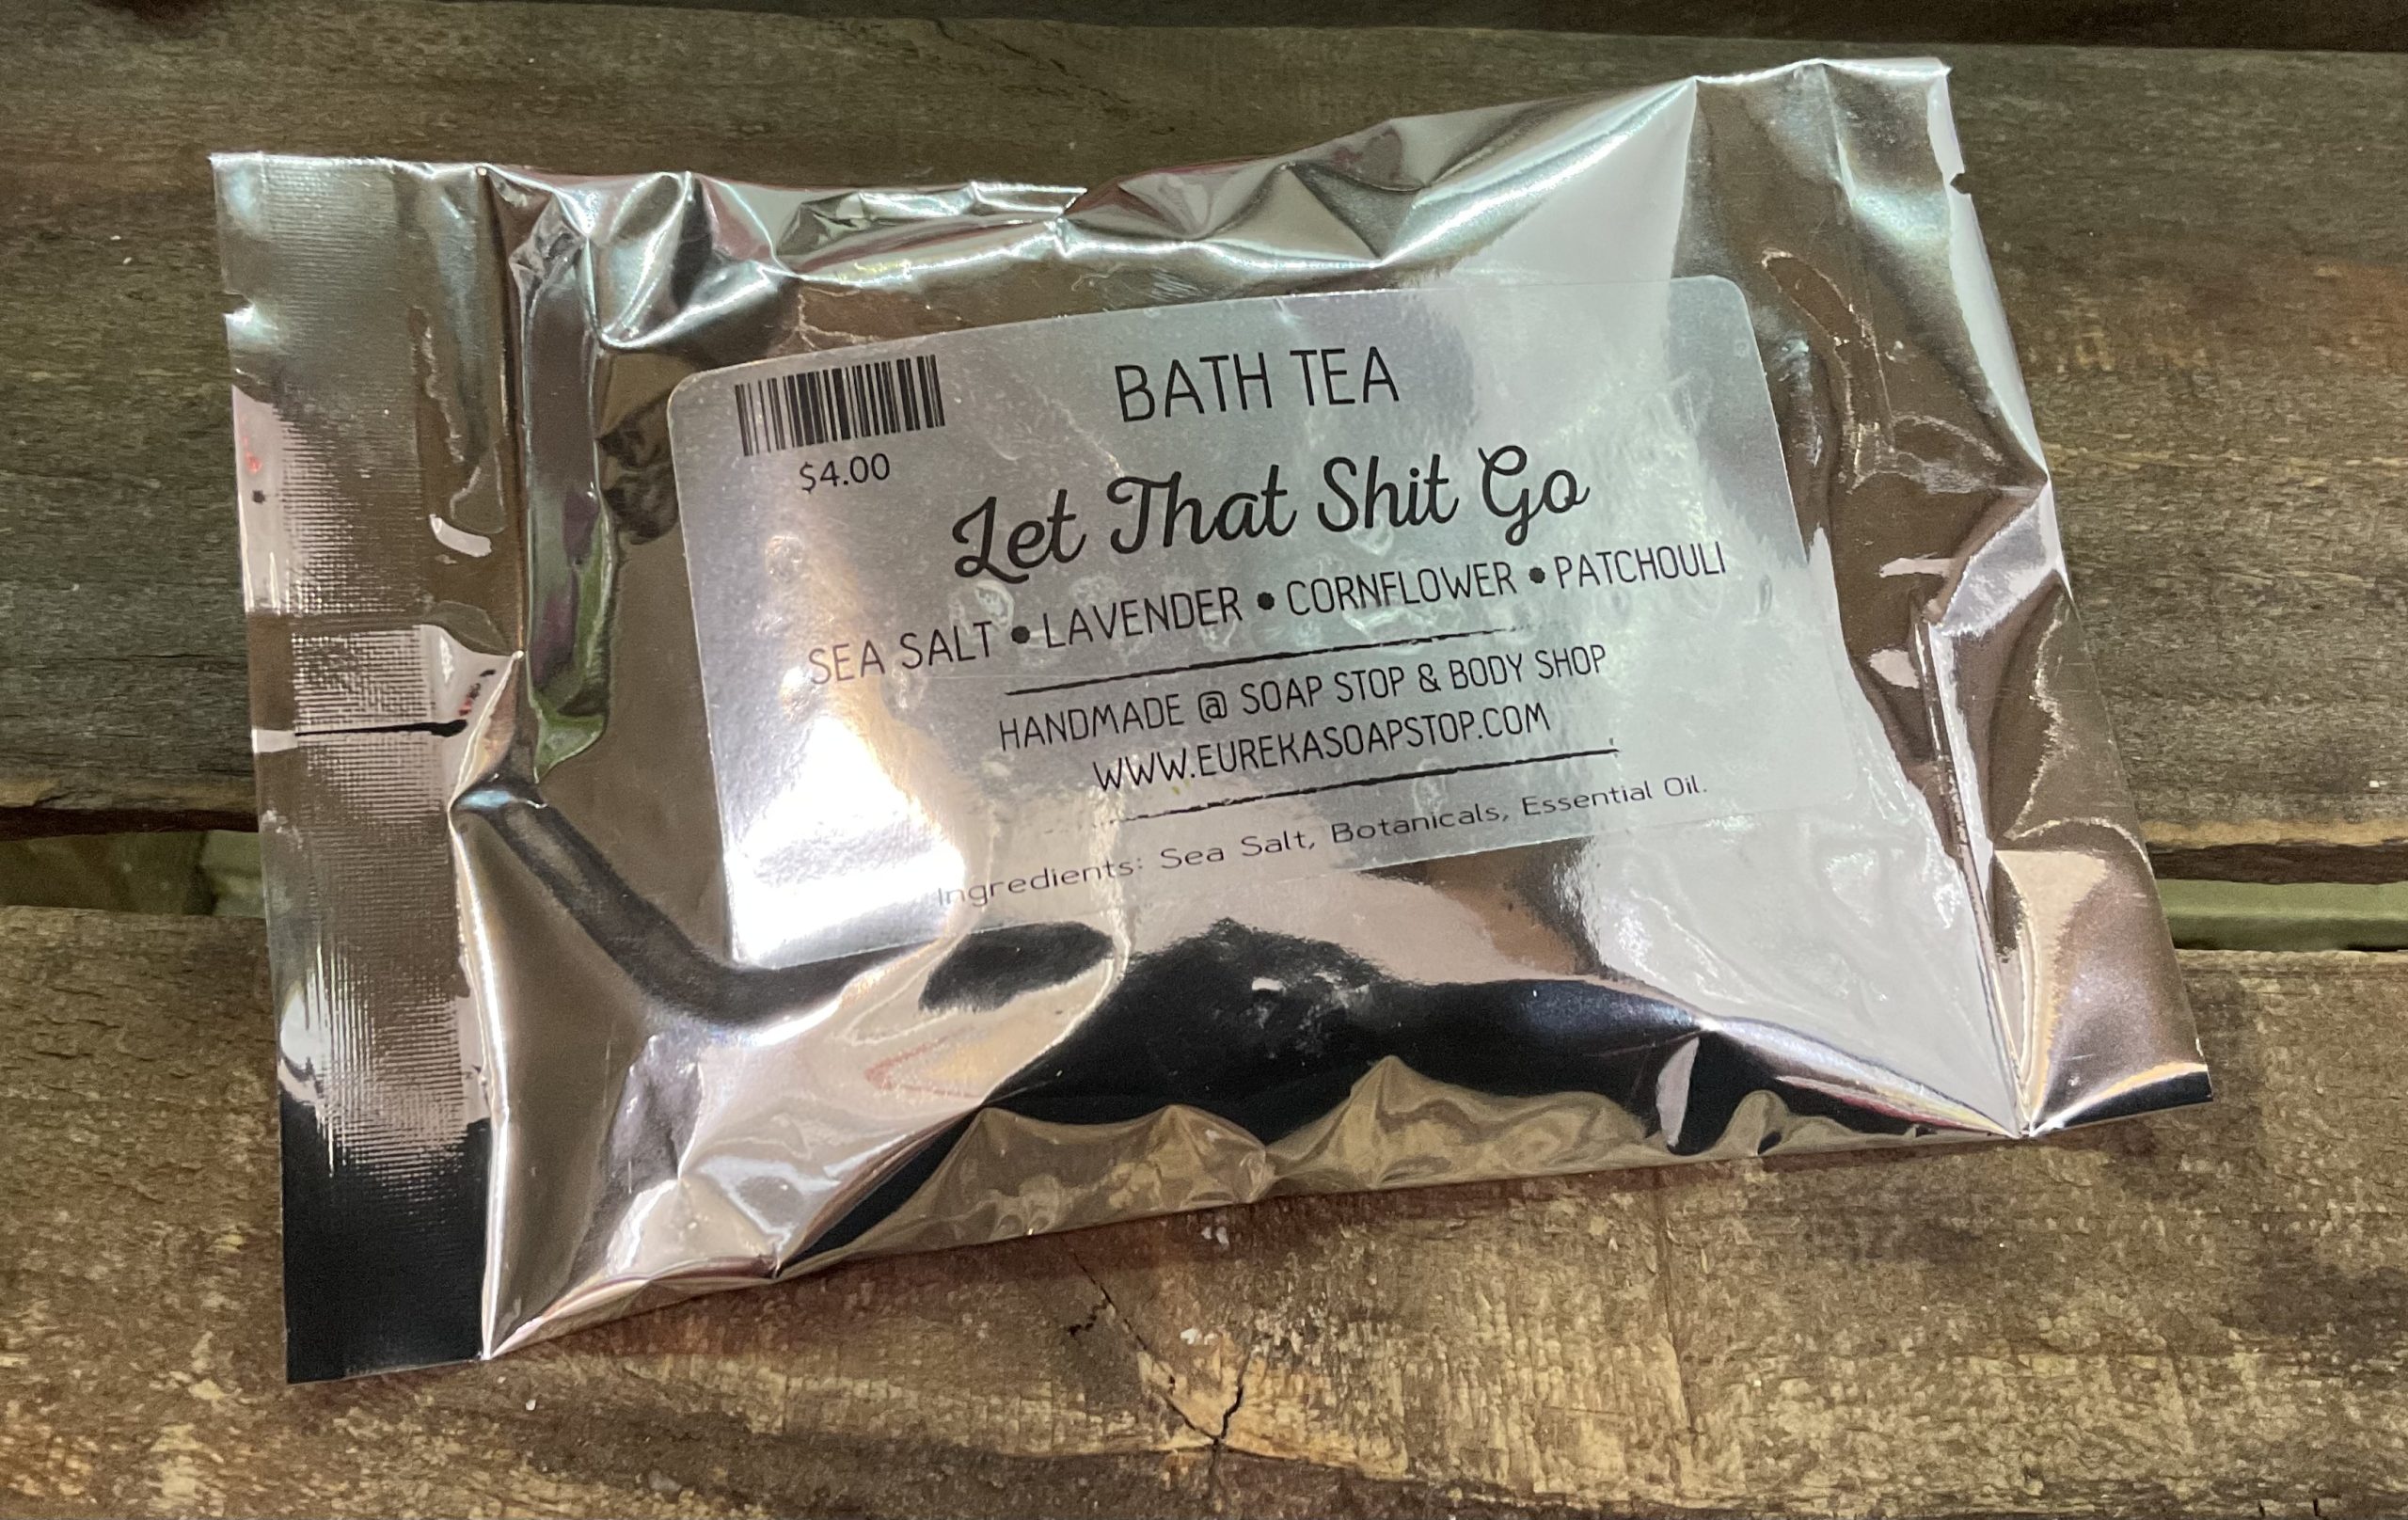 BATH TEA
$4.00
Let That Shit Go
SEA SALT • LAVENDER • CORNFLOWER • PATCHOULI
HANDMADE @ SOAP STOP & BODY SHOP
WWW.EUREKASOAPSTOP.COM
Ingredients: Sea Salt, Botanicals, Essential Oil.